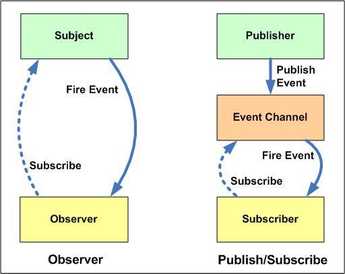 Subject
Fire Event
Subscribe
Observer
Observer
Publisher
Publish
Event
Event Channel
Fire Event
Subscribe
Subscriber
Publish/Subscribe